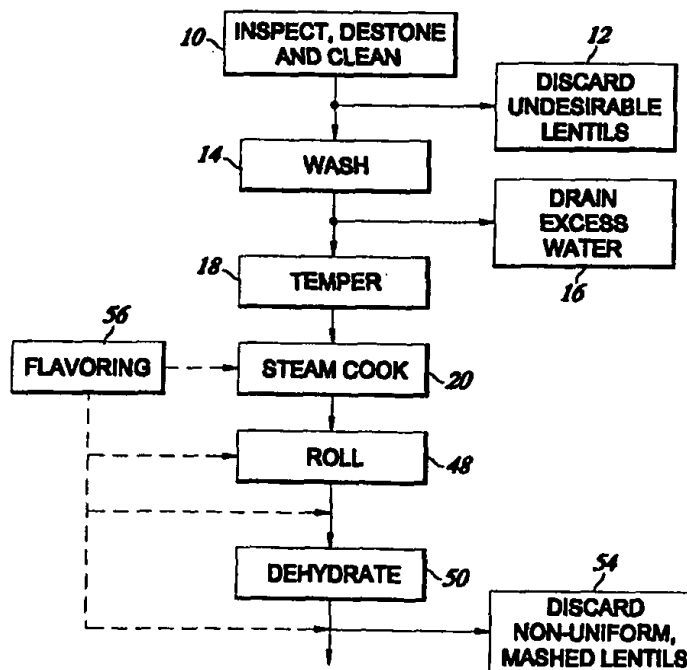 10
INSPECT, DESTONE
AND CLEAN
12
DISCARD
UNDESIRABLE
LENTILS
14
WASH
DRAIN
EXCESS
WATER
16
18
TEMPER
56
FLAVORING
STEAM COOK
20
ROLL
48
DEHYDRATE
50
54
DISCARD
NON-UNIFORM,
MASHED LENTILS